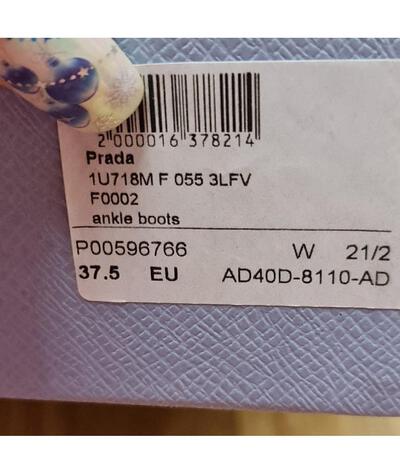 2 000016 378214
Prada
1U718M F 055 3LFV
F0002
ankle boots
P00596766 W 21/2
37.5 EU AD40D-8110-AD